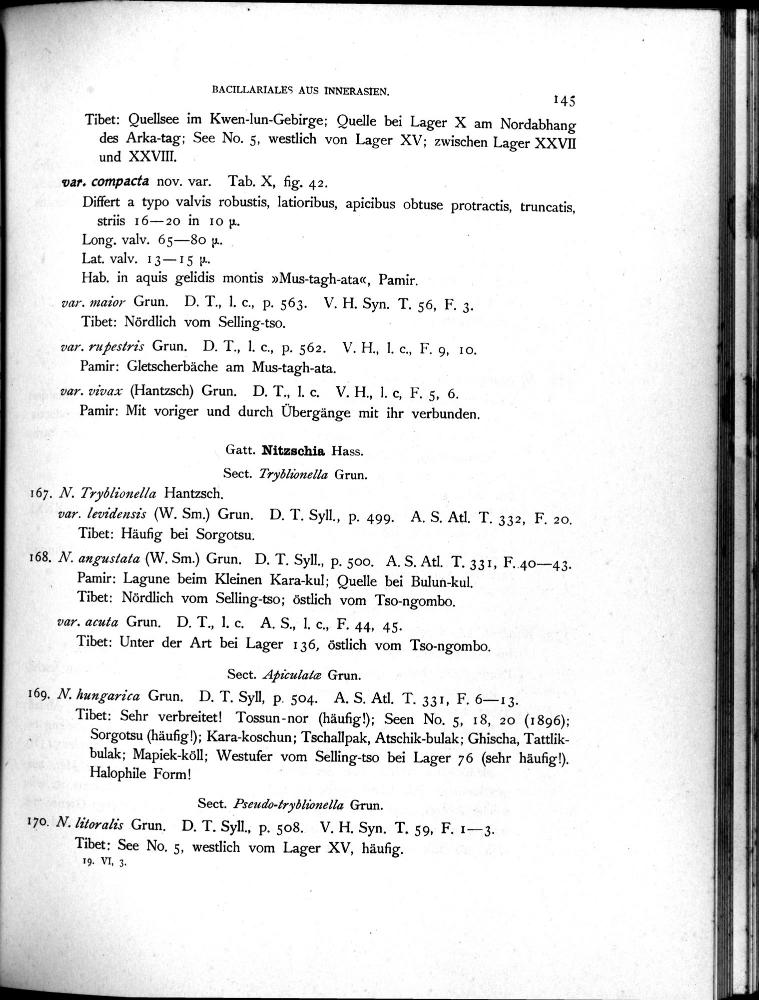 BACILLARIALES AUS INNERASIEN.
145
Tibet: Quellsee im Kwen-lun-Gebirge; Quelle bei Lager X am Nordabhang
des Arka-tag; See No. 5, westlich von Lager XV; zwischen Lager XXVII
und XXVIII.
var. compacta nov. var. Tab. X, fig. 42.
Differt a typo valvis robustis, latioribus, apicibus obtuse protractis, truncatis,
striis 16—20 in 10 µ.
Long. valv. 65—80 µ.
Lat. valv. 13—15 µ.
Hab. in aquis gelidis montis »Mus-tagh-ata«, Pamir.
var. maior Grun. D. T., l. c., p. 563. V. H. Syn. T. 56, F. 3.
Tibet: Nördlich vom Selling-tso.
var. rupestris Grun. D. T., l. c., p. 562. V. H., l. c., F. 9, 10.
Pamir: Gletscherbäche am Mus-tagh-ata.
var. vivax (Hantzsch) Grun. D. T., l. c. V. H., l. c, F. 5, 6.
Pamir: Mit voriger und durch Übergänge mit ihr verbunden.
Gatt. Nitzschia Hass.
Sect. Tryblionella Grun.
167. N. Tryblionella Hantzsch.
var. levidensis (W. Sm.) Grun. D. T. Syll., p. 499. A. S. Atl. T. 332, F. 20.
Tibet: Häufig bei Sorgotsu.
168. N. angustata (W. Sm.) Grun. D. T. Syll., p. 500. A. S. Atl. T. 331, F. 40—43.
Pamir: Lagune beim Kleinen Kara-kul; Quelle bei Bulun-kul.
Tibet: Nördlich vom Selling-tso; östlich vom Tso-ngombo.
var. acuta Grun. D. T., l. c. A. S., l. c., F. 44, 45.
Tibet: Unter der Art bei Lager 136, östlich vom Tso-ngombo.
Sect. Apiculatæ Grun.
169. N. hungarica Grun. D. T. Syll, p. 504. A. S. Atl. T. 331, F. 6—13.
Tibet: Sehr verbreitet! Tossun-nor (häufig!); Seen No. 5, 18, 20 (1896);
Sorgotsu (häufig!); Kara-koschun; Tschallpak, Atschik-bulak; Ghischa, Tattlik-
bulak; Mapiek-köll; Westufer vom Selling-tso bei Lager 76 (sehr häufig!).
Halophile Form!
Sect. Pseudo-tryblionella Grun.
170. N. litoralis Grun. D. T. Syll., p. 508. V. H. Syn. T. 59, F. 1—3.
Tibet: See No. 5, westlich vom Lager XV, häufig.
19. VI, 3.